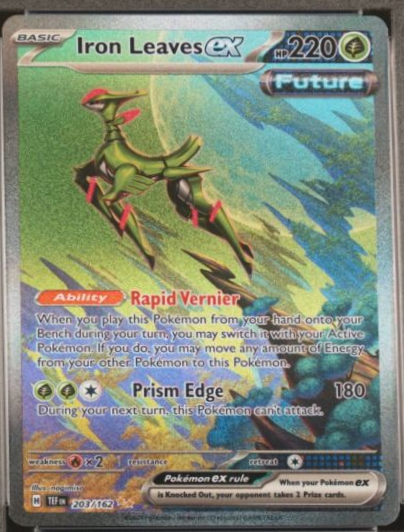 BASIC
Iron Leaves ex HP 220
Future
Ability Rapid Vernier
When you play this Pokémon from your hand onto your
Bench during your turn, you may switch it with your Active
Pokémon. If you do, you may move any amount of Energy
from your other Pokémon to this Pokémon.
Prism Edge 180
During your next turn, this Pokémon can't attack.
weakness ×2 resistance retreat
Illus. nogimiso
H TEF EN 203/162
Pokémon ex rule
When your Pokémon ex
is Knocked Out, your opponent takes 2 Prize cards.